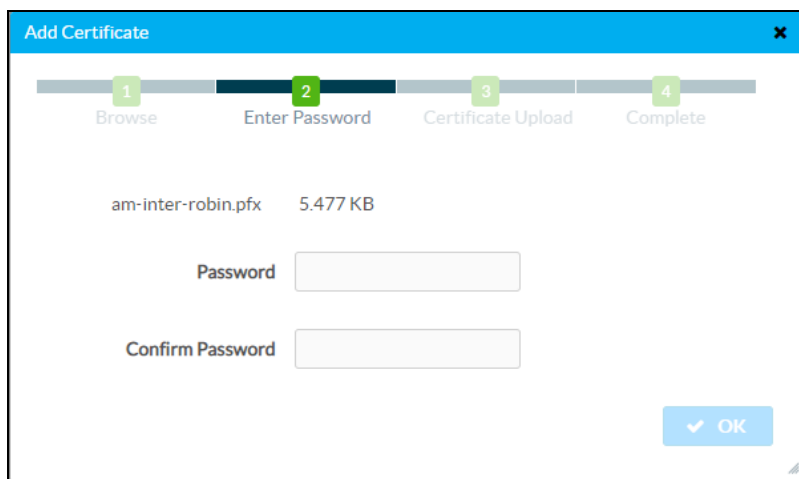 Add Certificate
1 2 3 4
Browse Enter Password Certificate Upload Complete
am-inter-robin.pfx 5.477 KB
Password
Confirm Password
OK